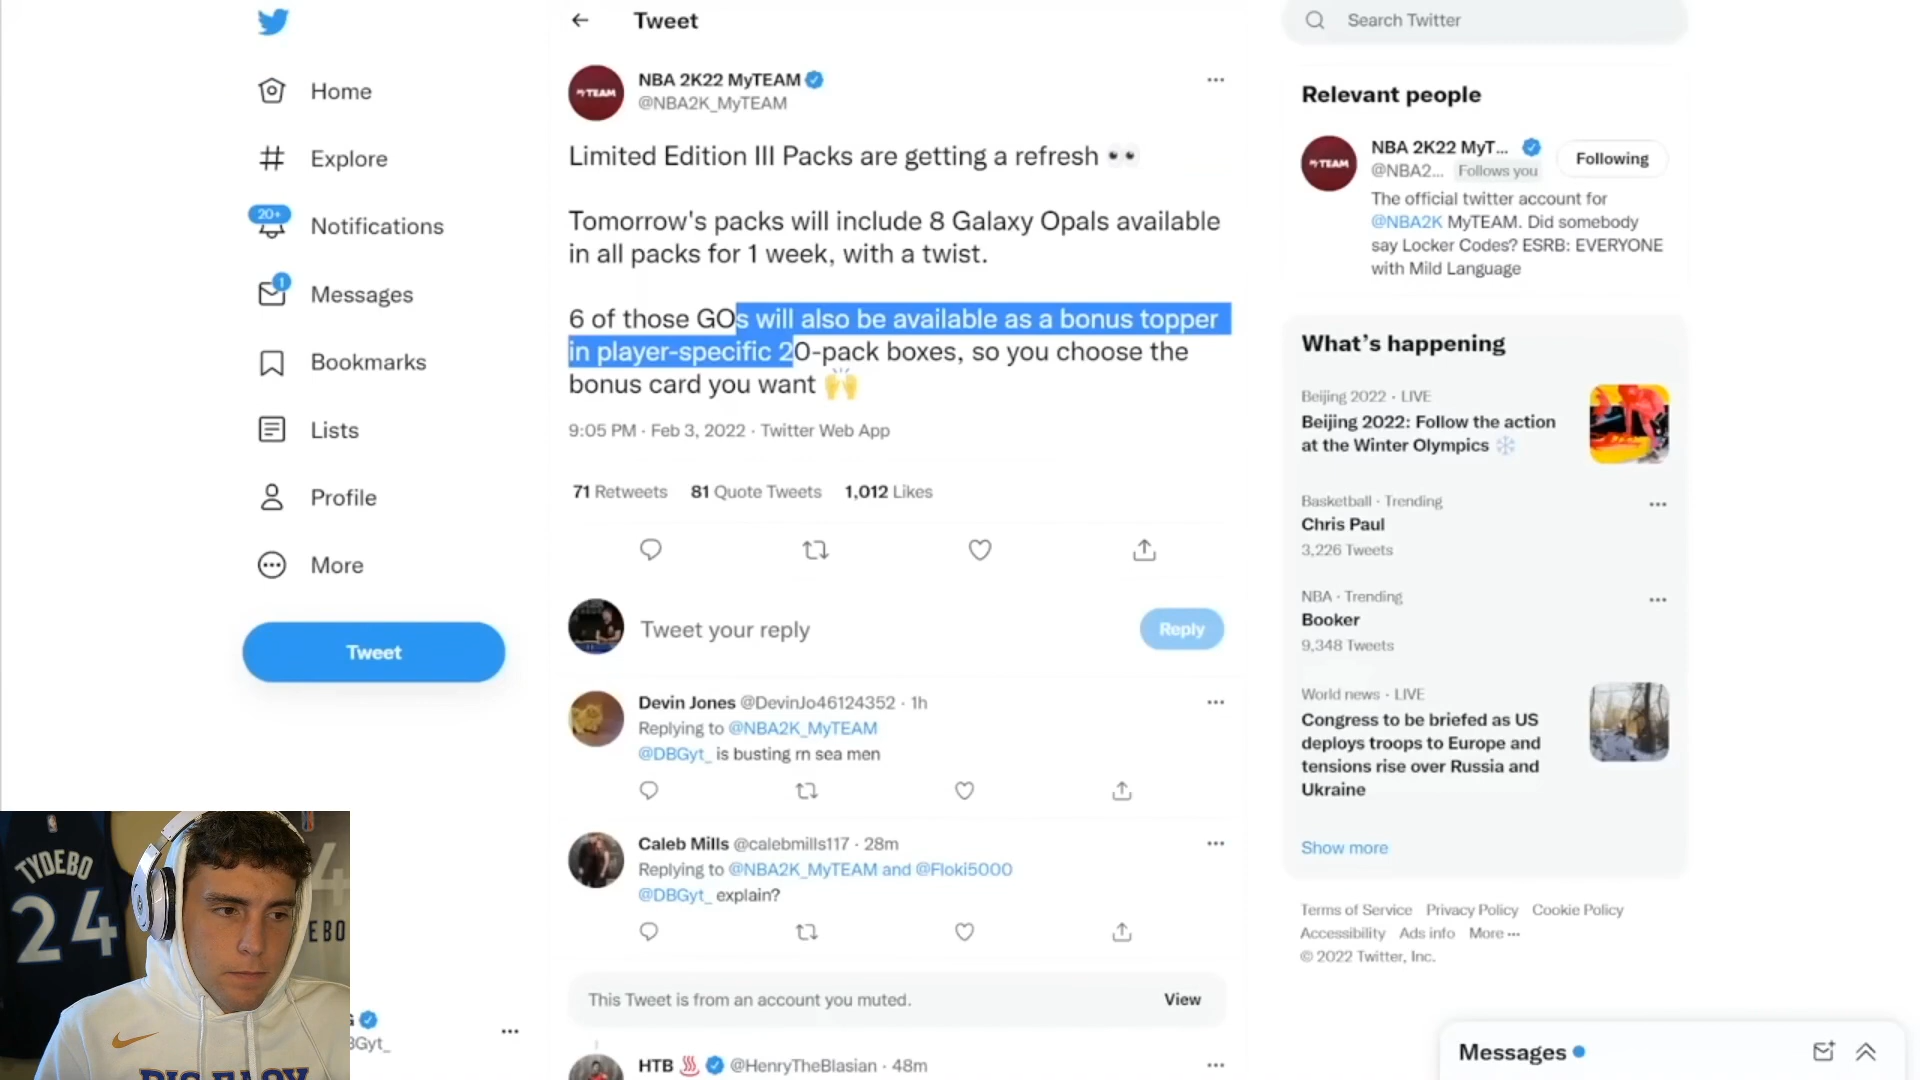 Home
Explore
20+
Notifications
1
Messages
Bookmarks
Lists
Profile
More
Tweet
Tweet
MYTEAM
NBA 2K22 MyTEAM
@NBA2K_MyTEAM
Limited Edition III Packs are getting a refresh 👀
Tomorrow's packs will include 8 Galaxy Opals available
in all packs for 1 week, with a twist.
6 of those GOs will also be available as a bonus topper
in player-specific 20-pack boxes, so you choose the
bonus card you want 🙌
9:05 PM · Feb 3, 2022 · Twitter Web App
71 Retweets 81 Quote Tweets 1,012 Likes
Tweet your reply
Reply
Devin Jones @DevinJo46124352 · 1h
Replying to @NBA2K_MyTEAM
@DBGyt_ is busting rn sea men
Caleb Mills @calebmills117 · 28m
Replying to @NBA2K_MyTEAM and @Floki5000
@DBGyt_ explain?
This Tweet is from an account you muted.
View
HTB ♨️ @HenryTheBlasian · 48m
Search Twitter
Relevant people
MYTEAM
NBA 2K22 MyT...
@NBA2... Follows you
Following
The official twitter account for
@NBA2K MyTEAM. Did somebody
say Locker Codes? ESRB: EVERYONE
with Mild Language
What's happening
Beijing 2022 · LIVE
Beijing 2022: Follow the action
at the Winter Olympics ❄️
Basketball · Trending
Chris Paul
3,226 Tweets
NBA · Trending
Booker
9,348 Tweets
World news · LIVE
Congress to be briefed as US
deploys troops to Europe and
tensions rise over Russia and
Ukraine
Show more
Terms of Service Privacy Policy Cookie Policy
Accessibility Ads info More ···
© 2022 Twitter, Inc.
Messages
TYDEBO
24
EBO
BIG EASY
3Gyt_